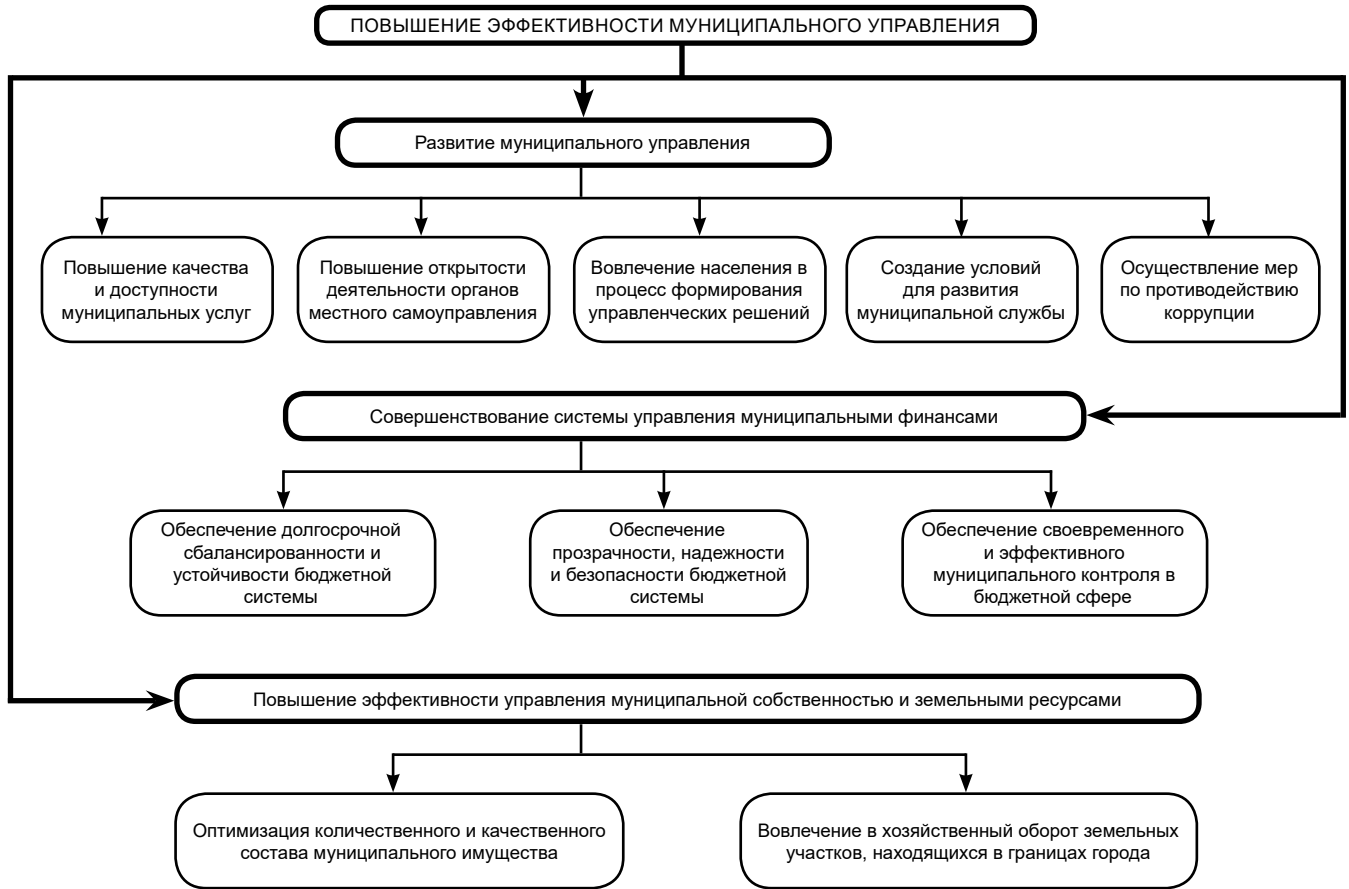 ПОВЫШЕНИЕ ЭФФЕКТИВНОСТИ МУНИЦИПАЛЬНОГО УПРАВЛЕНИЯ
Развитие муниципального управления
Повышение качества
и доступности
муниципальных услуг
Повышение открытости
деятельности органов
местного самоуправления
Вовлечение населения в
процесс формирования
управленческих решений
Создание условий
для развития
муниципальной службы
Осуществление мер
по противодействию
коррупции
Совершенствование системы управления муниципальными финансами
Обеспечение долгосрочной
сбалансированности и
устойчивости бюджетной
системы
Обеспечение
прозрачности, надежности
и безопасности бюджетной
системы
Обеспечение своевременного
и эффективного
муниципального контроля в
бюджетной сфере
Повышение эффективности управления муниципальной собственностью и земельными ресурсами
Оптимизация количественного и качественного
состава муниципального имущества
Вовлечение в хозяйственный оборот земельных
участков, находящихся в границах города